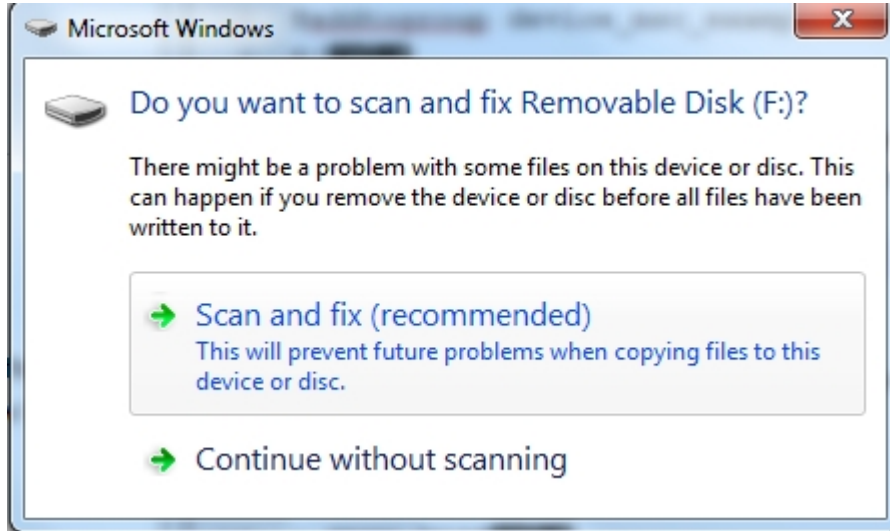 Microsoft Windows
Do you want to scan and fix Removable Disk (F:)?
There might be a problem with some files on this device or disc. This
can happen if you remove the device or disc before all files have been
written to it.
Scan and fix (recommended)
This will prevent future problems when copying files to this
device or disc.
Continue without scanning